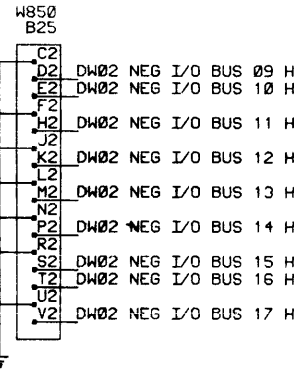 W850
B25
C2
D2 DW02 NEG I/O BUS 09 H
E2 DW02 NEG I/O BUS 10 H
F2
H2 DW02 NEG I/O BUS 11 H
J2
K2 DW02 NEG I/O BUS 12 H
L2
M2 DW02 NEG I/O BUS 13 H
N2
P2 DW02 NEG I/O BUS 14 H
R2
S2 DW02 NEG I/O BUS 15 H
T2 DW02 NEG I/O BUS 16 H
U2
V2 DW02 NEG I/O BUS 17 H